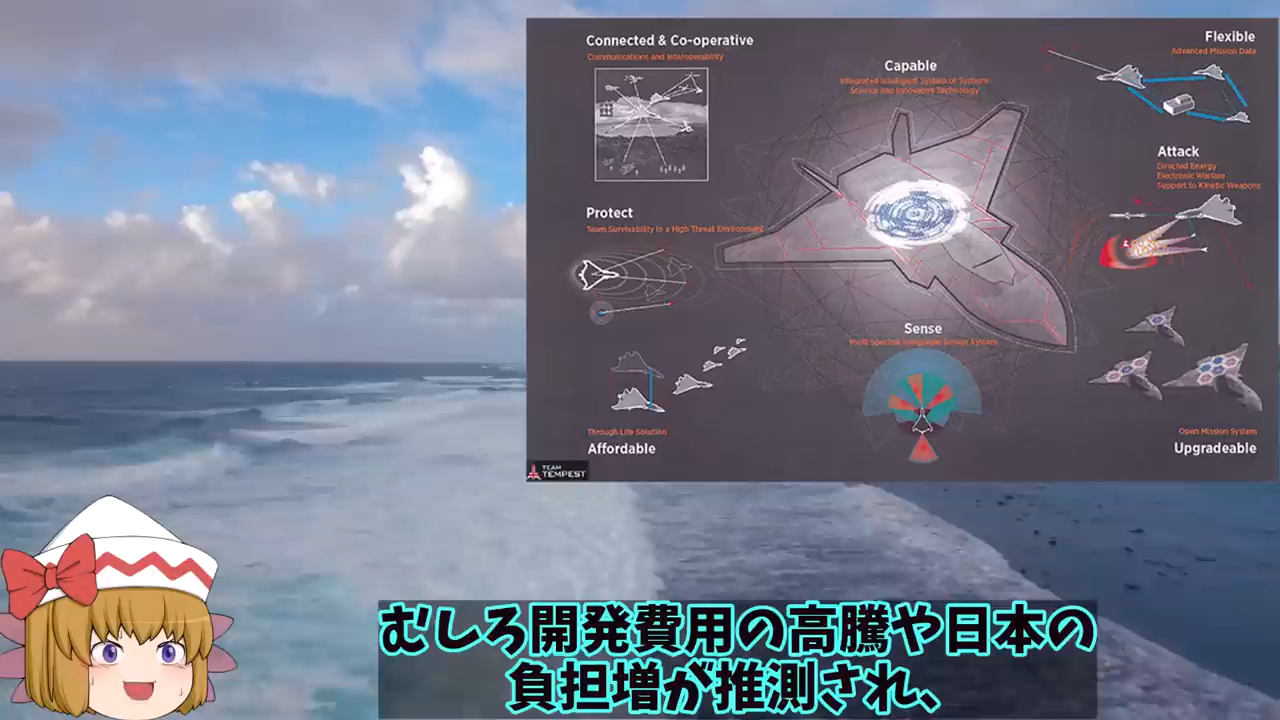 Connected & Co-operative
Communications and Interoperability
Capable
Integrated Intelligent System of Systems
Science and Innovative Technology
Flexible
Advanced Mission Data
Attack
Directed Energy
Electronic Warfare
Support to Kinetic Weapons
Protect
Team Survivability in a High Threat Environment
Sense
Multi Spectral Integrated Sensor System
Through Life Solution
Affordable
Open Mission System
Upgradeable
TEAM
TEMPEST
むしろ開発費用の高騰や日本の
負担増が推測され、